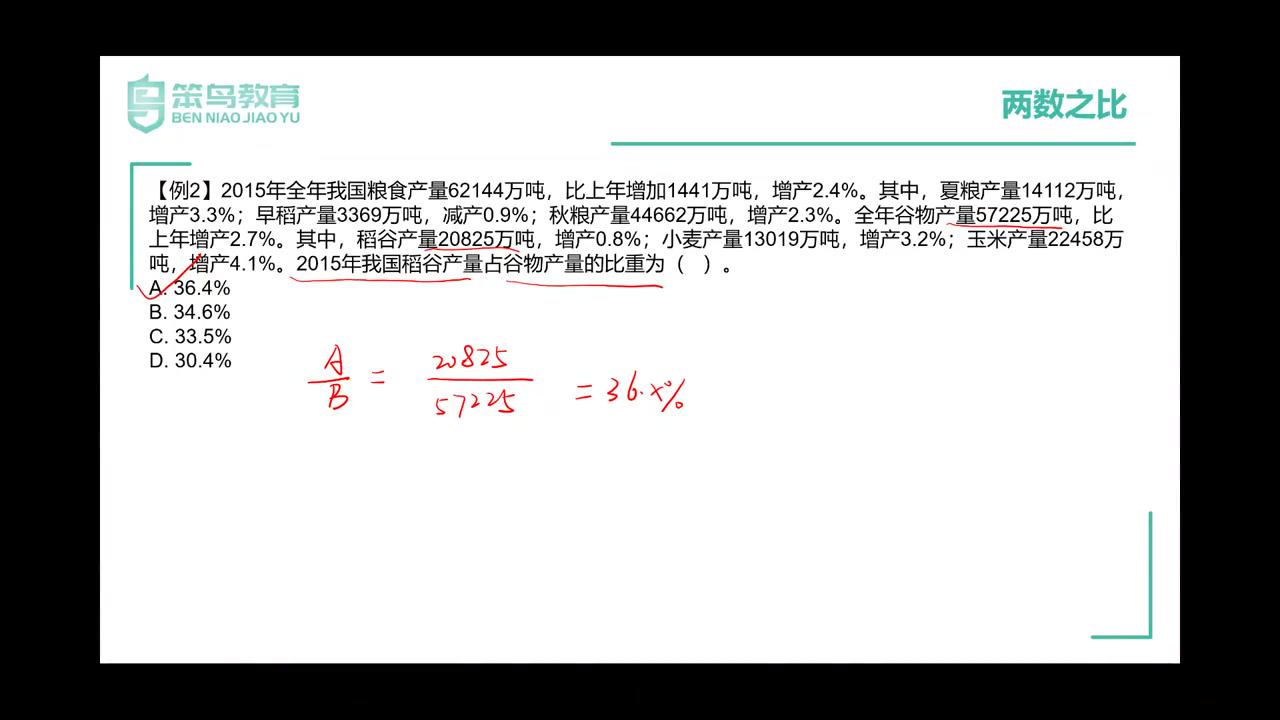 笨鸟教育
BEN NIAO JIAO YU
两数之比
【例2】2015年全年我国粮食产量62144万吨，比上年增加1441万吨，增产2.4%。其中，夏粮产量14112万吨，
增产3.3%；早稻产量3369万吨，减产0.9%；秋粮产量44662万吨，增产2.3%。全年谷物产量57225万吨，比
上年增产2.7%。其中，稻谷产量20825万吨，增产0.8%；小麦产量13019万吨，增产3.2%；玉米产量22458万
吨，增产4.1%。2015年我国稻谷产量占谷物产量的比重为（　）。
A. 36.4%
B. 34.6%
C. 33.5%
D. 30.4%
A/B = 20825/57225 = 36.x%